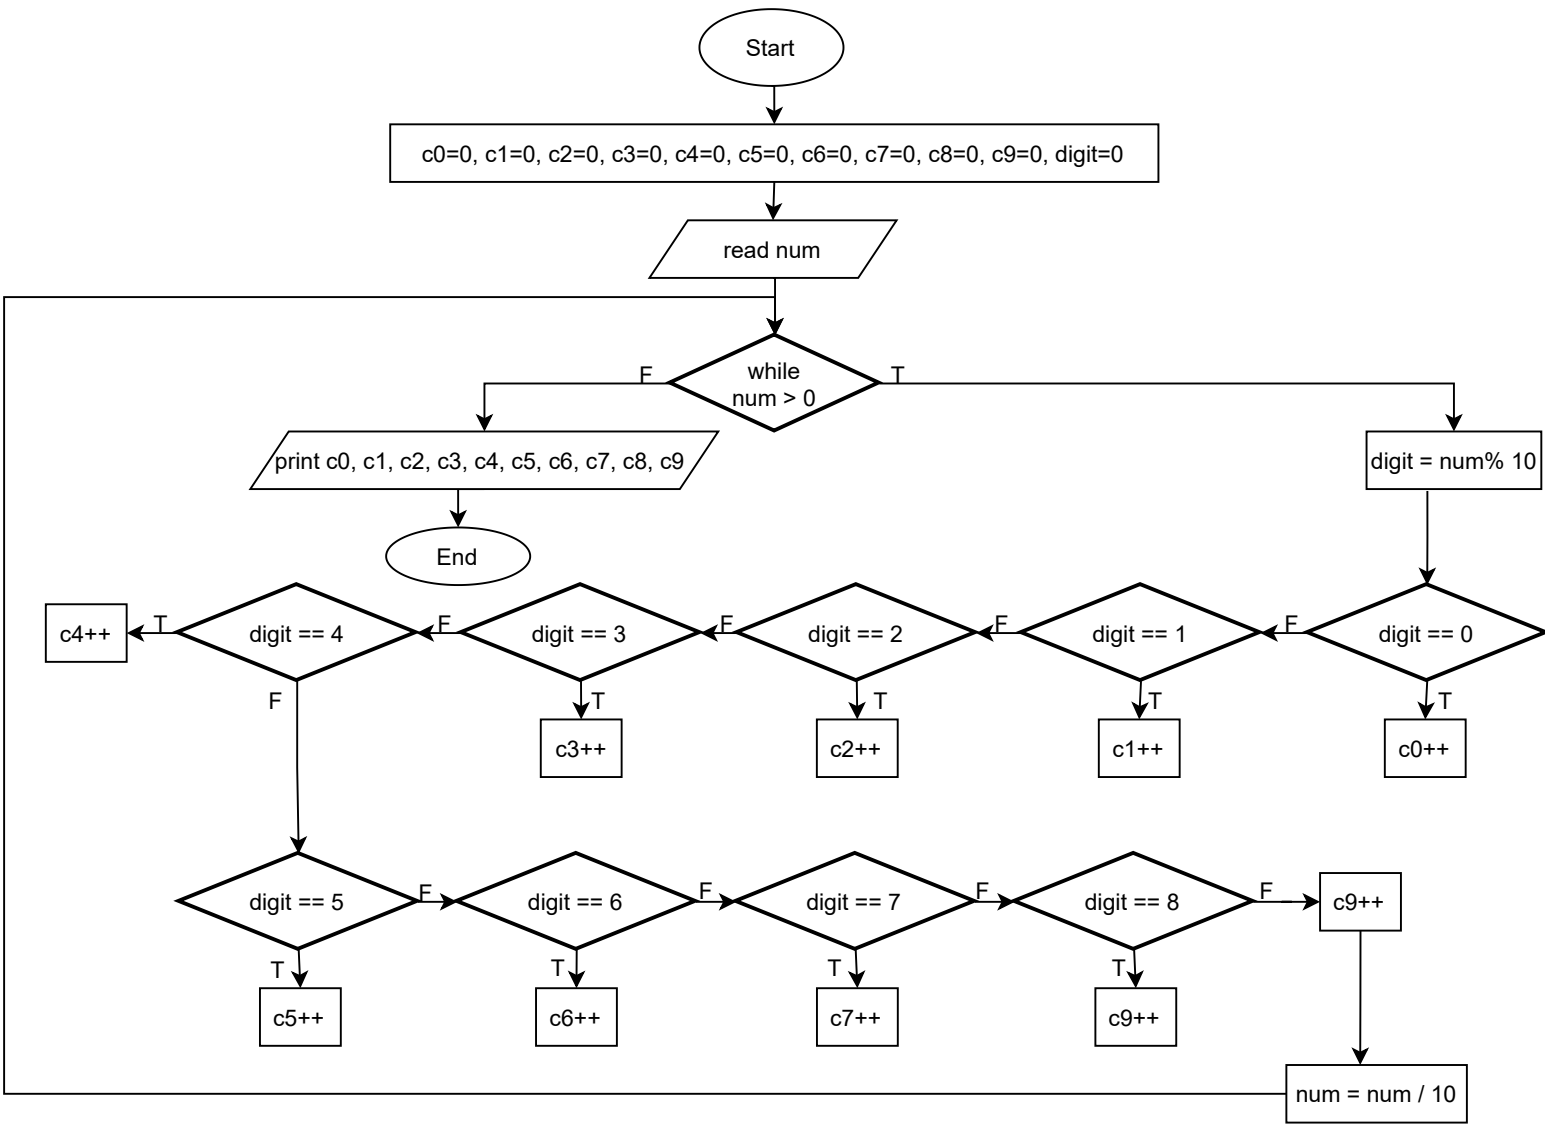 Start
c0=0, c1=0, c2=0, c3=0, c4=0, c5=0, c6=0, c7=0, c8=0, c9=0, digit=0
read num
while
num > 0
F
T
print c0, c1, c2, c3, c4, c5, c6, c7, c8, c9
digit = num% 10
End
c4++
T
digit == 4
F
digit == 3
F
digit == 2
F
digit == 1
F
digit == 0
F
T
T
T
T
c3++
c2++
c1++
c0++
digit == 5
F
digit == 6
F
digit == 7
F
digit == 8
F
c9++
T
T
T
T
c5++
c6++
c7++
c9++
num = num / 10